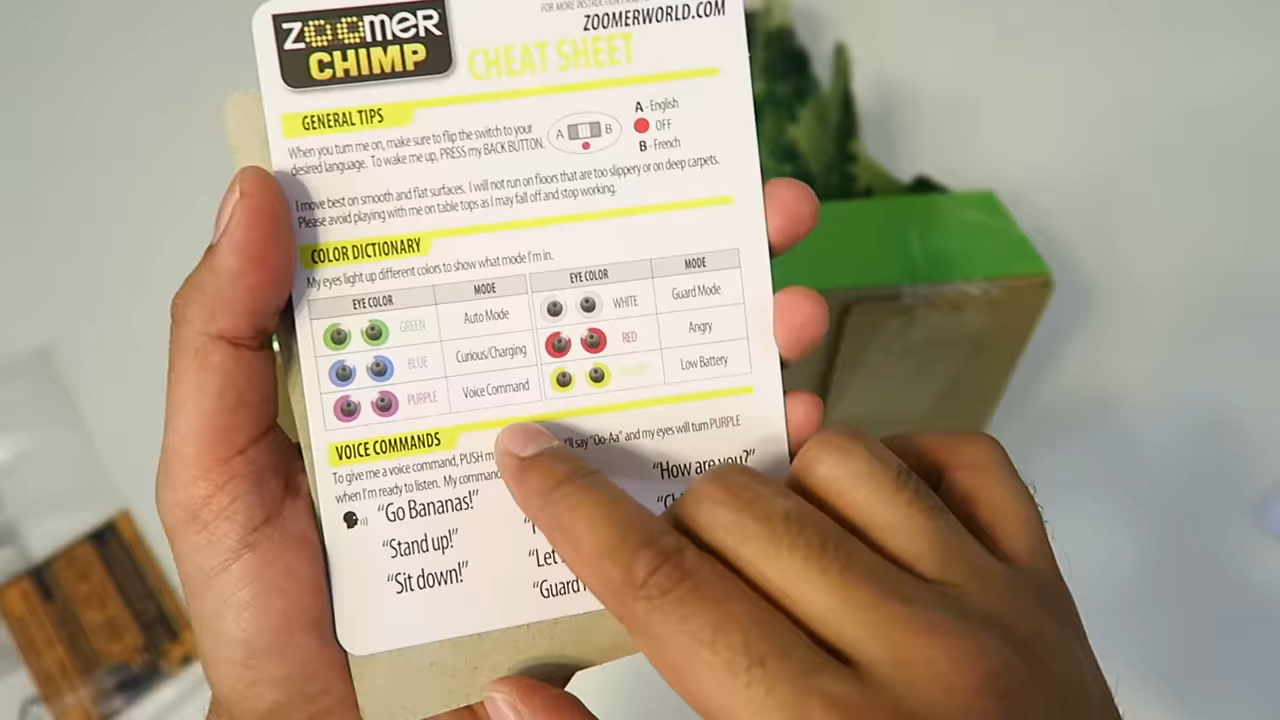 ZOOMER
CHIMP
ZOOMERWORLD.COM
CHEAT SHEET
GENERAL TIPS
When you turn me on, make sure to flip the switch to your
desired language. To wake me up, PRESS my BACK BUTTON.
A B
A - English
OFF
B - French
I move best on smooth and flat surfaces. I will not run on floors that are too slippery or on deep carpets.
Please avoid playing with me on table tops as I may fall off and stop working.
COLOR DICTIONARY
My eyes light up different colors to show what mode I'm in.
EYE COLOR MODE EYE COLOR MODE
GREEN Auto Mode WHITE Guard Mode
BLUE Curious/Charging RED Angry
PURPLE Voice Command Low Battery
VOICE COMMANDS
To give me a voice command, PUSH say "Oo-Aa" and my eyes will turn PURPLE
when I'm ready to listen. My
"Go Bananas!" "How are you?"
"Stand up!"
"Sit down!" "Guard